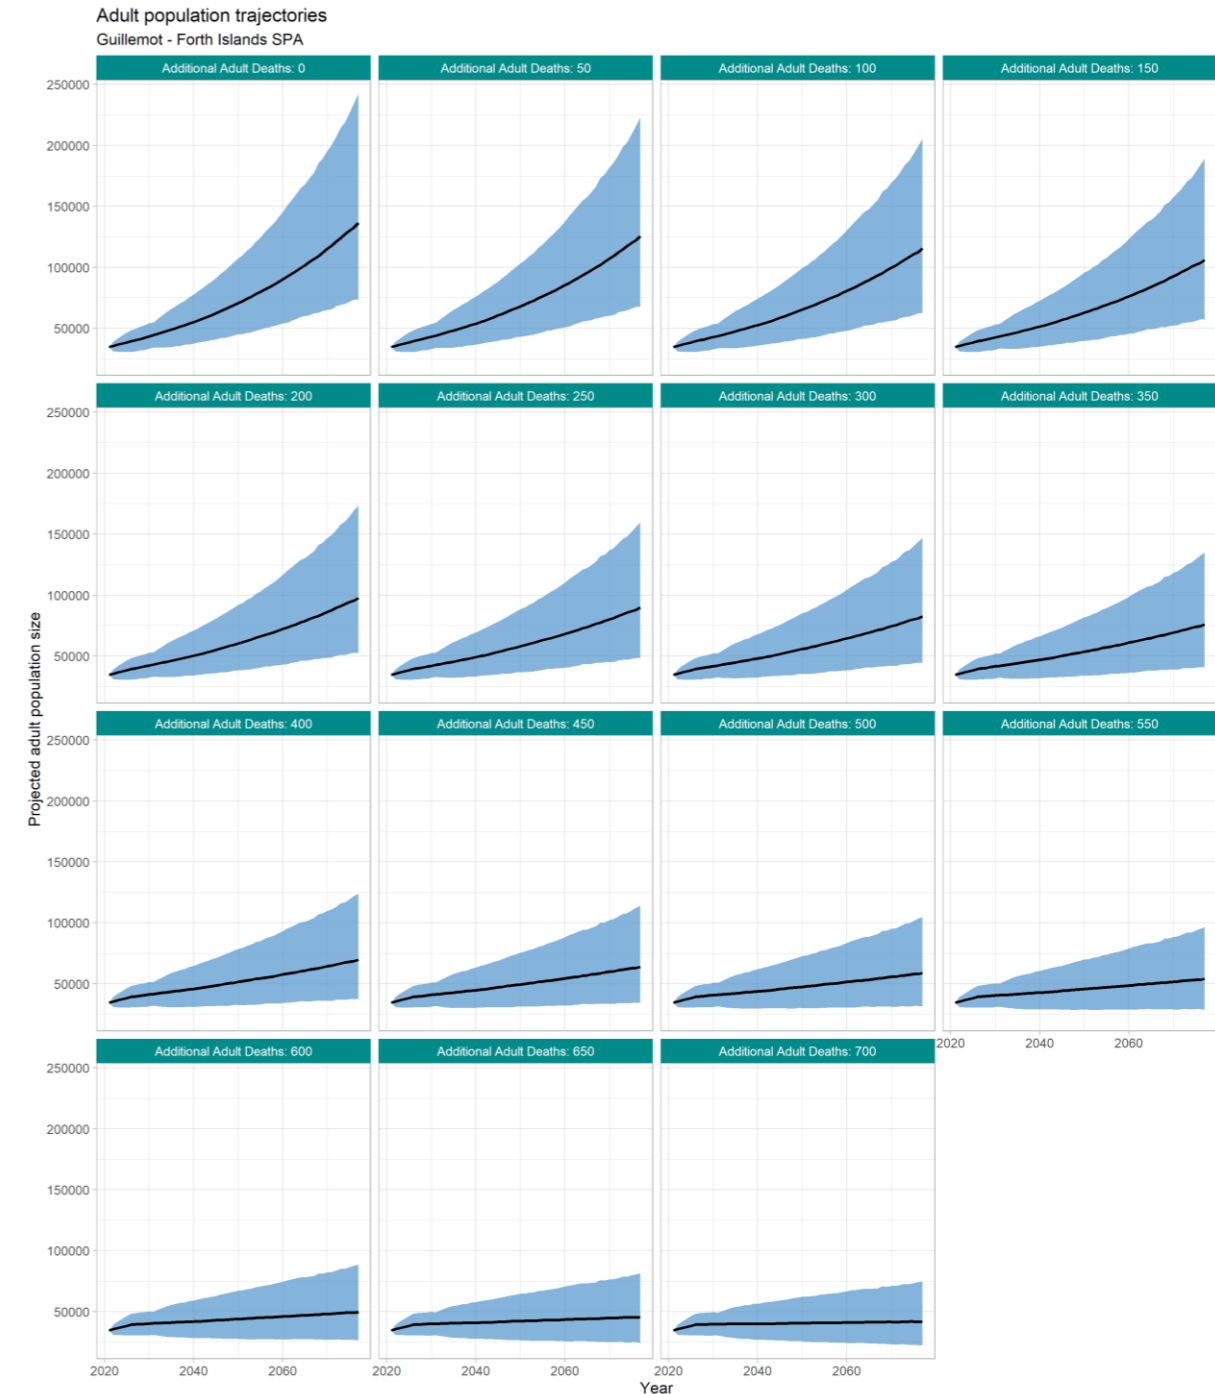 Adult population trajectories
Guillemot - Forth Islands SPA
Additional Adult Deaths: 0
Additional Adult Deaths: 50
Additional Adult Deaths: 100
Additional Adult Deaths: 150
250000
200000
150000
100000
50000
Additional Adult Deaths: 200
Additional Adult Deaths: 250
Additional Adult Deaths: 300
Additional Adult Deaths: 350
250000
200000
150000
100000
50000
Projected adult population size
Additional Adult Deaths: 400
Additional Adult Deaths: 450
Additional Adult Deaths: 500
Additional Adult Deaths: 550
250000
200000
150000
100000
50000
2020 2040 2060
Additional Adult Deaths: 600
Additional Adult Deaths: 650
Additional Adult Deaths: 700
250000
200000
150000
100000
50000
2020 2040 2060
2020 2040 2060
2020 2040 2060
Year